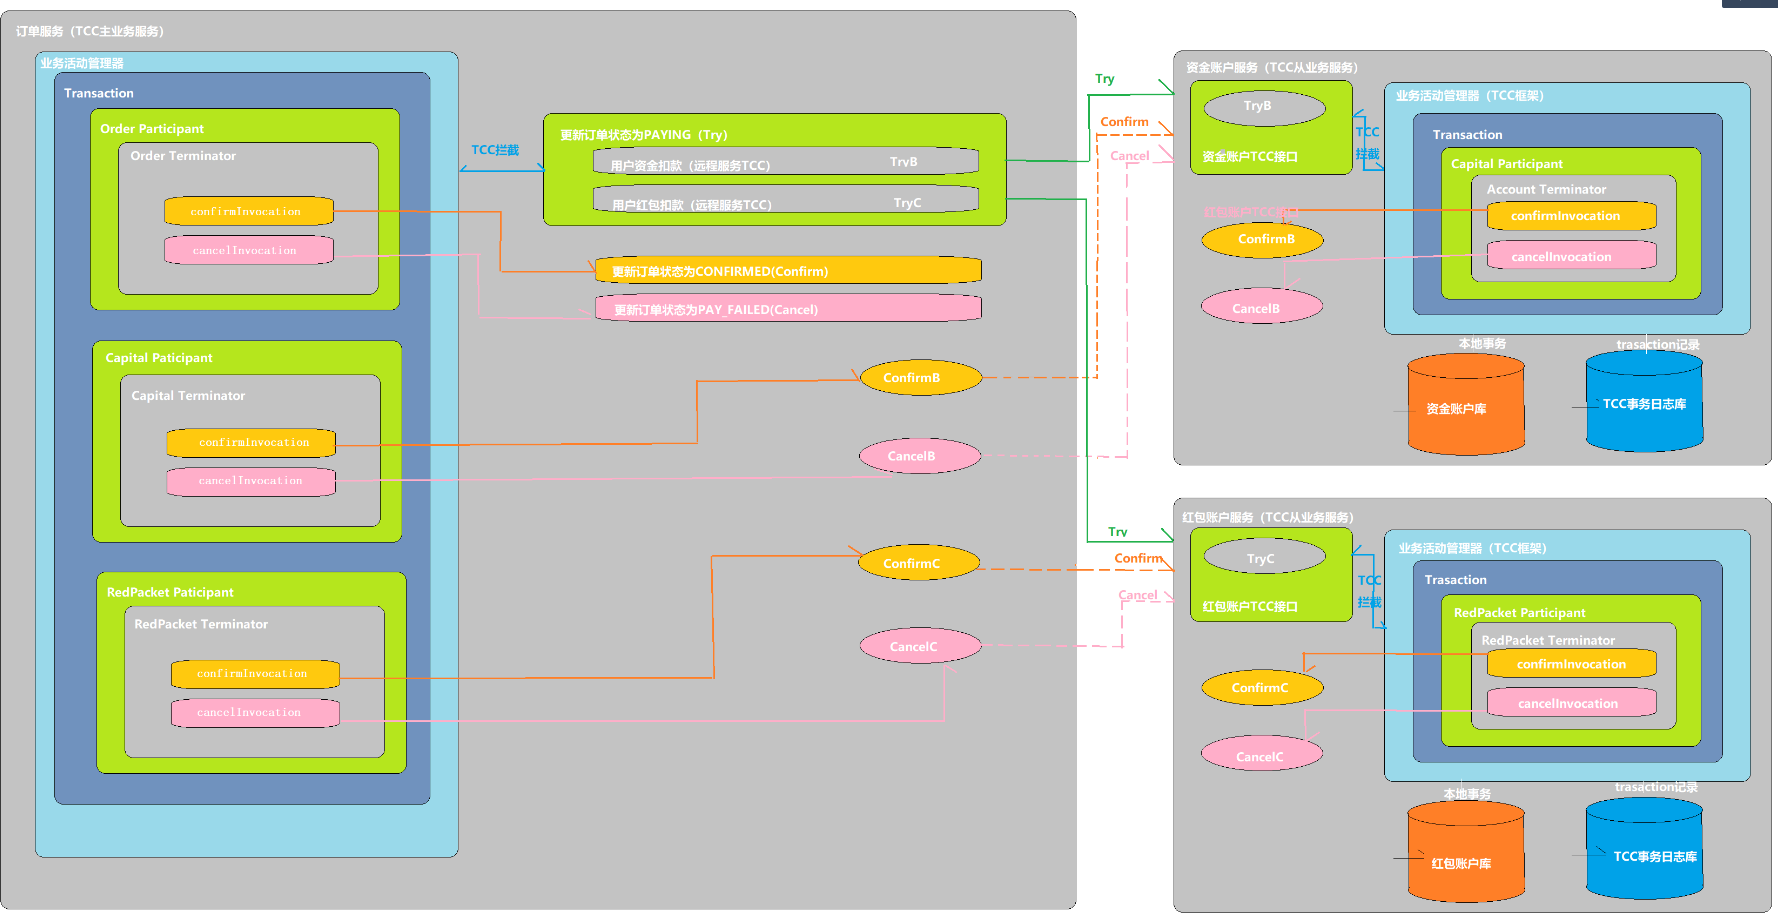 订单服务（TCC主业务服务）
业务活动管理器
Transaction
Order Participant
Order Terminator
confirmInvocation
cancelInvocation
Capital Paticipant
Capital Terminator
confirmInvocation
cancelInvocation
RedPacket Paticipant
RedPacket Terminator
confirmInvocation
cancelInvocation
TCC拦截
更新订单状态为PAYING（Try）
用户资金扣款（远程服务TCC） TryB
用户红包扣款（远程服务TCC） TryC
更新订单状态为CONFIRMED(Confirm)
更新订单状态为PAY_FAILED(Cancel)
ConfirmB
CancelB
ConfirmC
CancelC
Try
Confirm
Cancel
资金账户服务（TCC从业务服务）
TryB
资金账户TCC接口
TCC
拦截
业务活动管理器（TCC框架）
Transaction
Capital Participant
Account Terminator
confirmInvocation
cancelInvocation
红包账户TCC接口
ConfirmB
CancelB
本地事务
资金账户库
trasaction记录
TCC事务日志库
Try
Confirm
Cancel
红包账户服务（TCC从业务服务）
TryC
红包账户TCC接口
TCC
拦截
业务活动管理器（TCC框架）
Trasaction
RedPacket Participant
RedPacket Terminator
confirmInvocation
cancelInvocation
ConfirmC
CancelC
本地事务
红包账户库
trasaction记录
TCC事务日志库